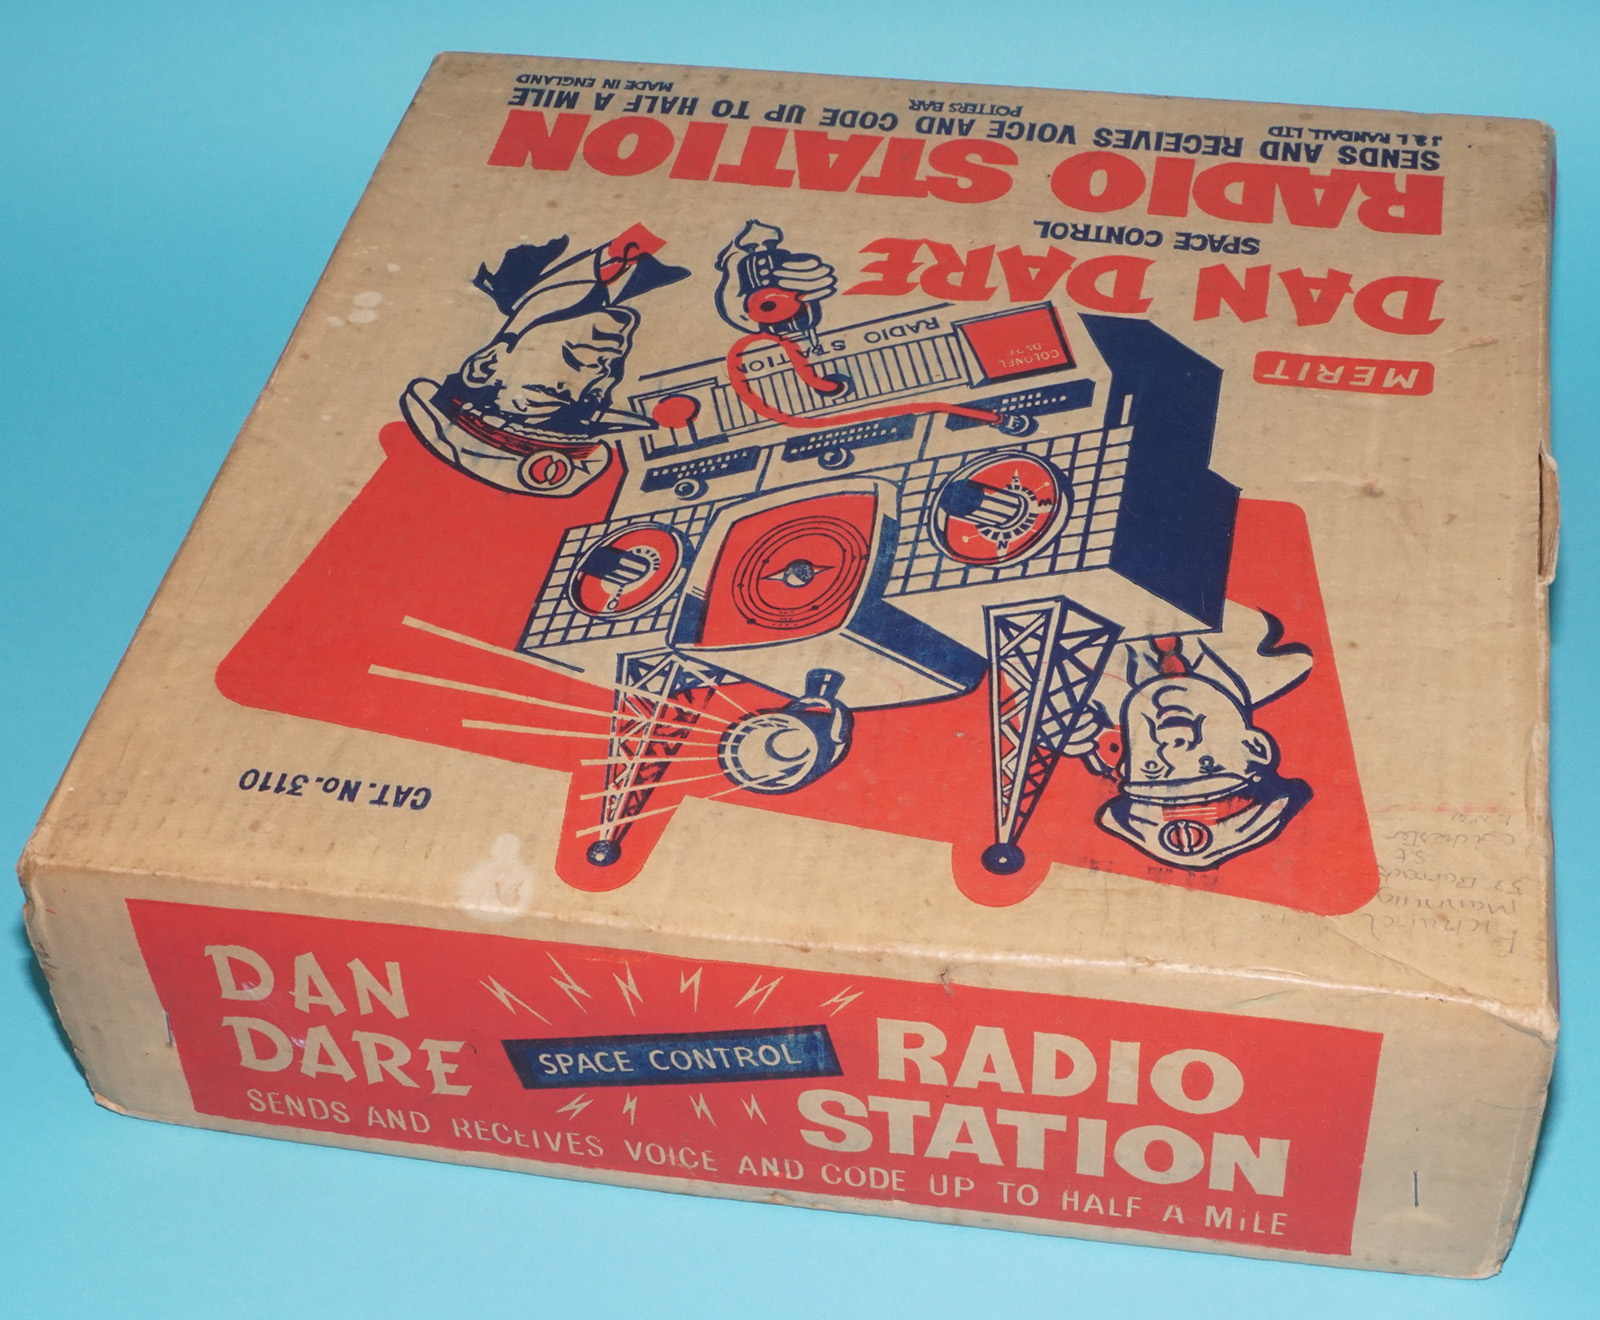 MERIT
DAN DARE
SPACE CONTROL
RADIO STATION
SENDS AND RECEIVES VOICE AND CODE UP TO HALF A MILE
J. & L. RANDALL LTD
POTTERS BAR
MADE IN ENGLAND
COLONEL
RADIO STATION
N
CAT. No. 3110
53
St
DAN
DARE
SPACE CONTROL
RADIO
STATION
SENDS AND RECEIVES VOICE AND CODE UP TO HALF A MILE